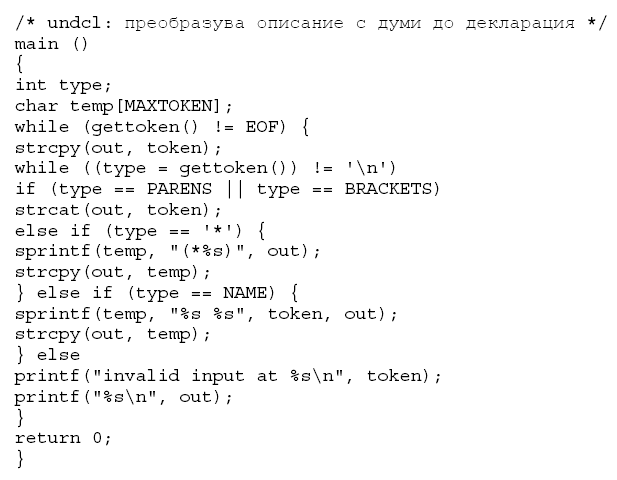 /* undcl: преобразува описание с думи до декларация */
main ()
{
int type;
char temp[MAXTOKEN];
while (gettoken() != EOF) {
strcpy(out, token);
while ((type = gettoken()) != '\n')
if (type == PARENS || type == BRACKETS)
strcat(out, token);
else if (type == '*') {
sprintf(temp, "(*%s)", out);
strcpy(out, temp);
} else if (type == NAME) {
sprintf(temp, "%s %s", token, out);
strcpy(out, temp);
} else
printf("invalid input at %s\n", token);
printf("%s\n", out);
}
return 0;
}